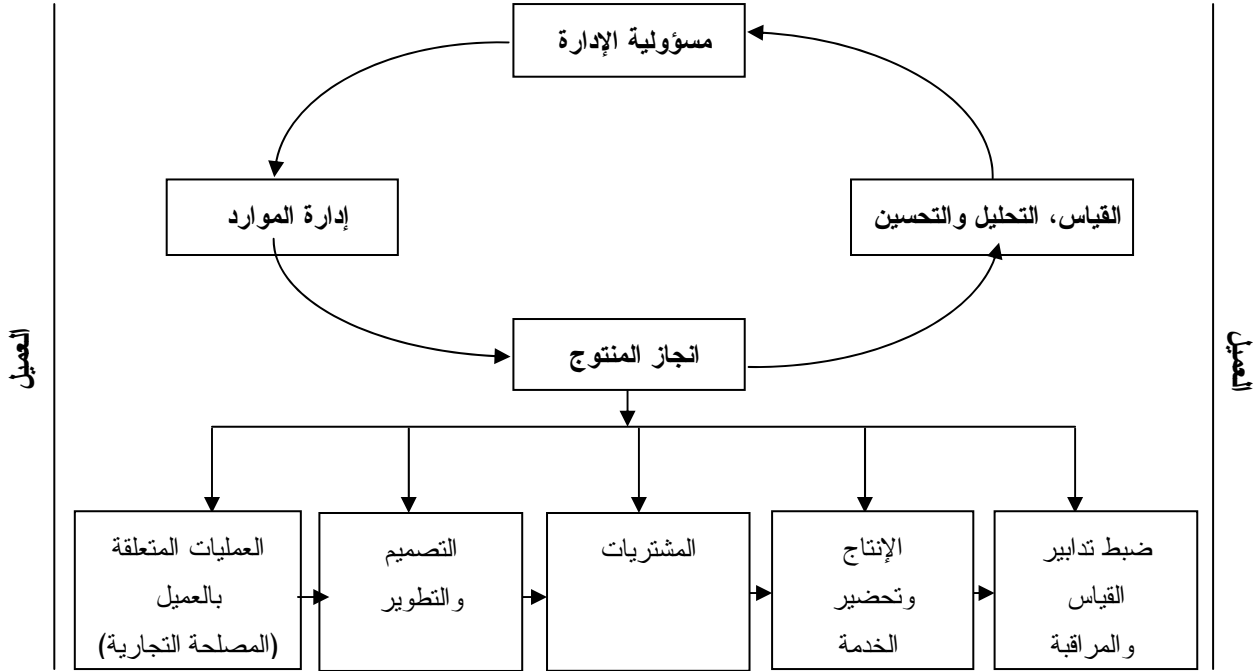 مسؤولية الإدارة
القياس، التحليل والتحسين
إدارة الموارد
انجاز المنتوج
العميل
العميل
ضبط تدابير
القياس
والمراقبة
الإنتاج
وتحضير
الخدمة
المشتريات
التصميم
والتطوير
العمليات المتعلقة
بالعميل
(المصلحة التجارية)